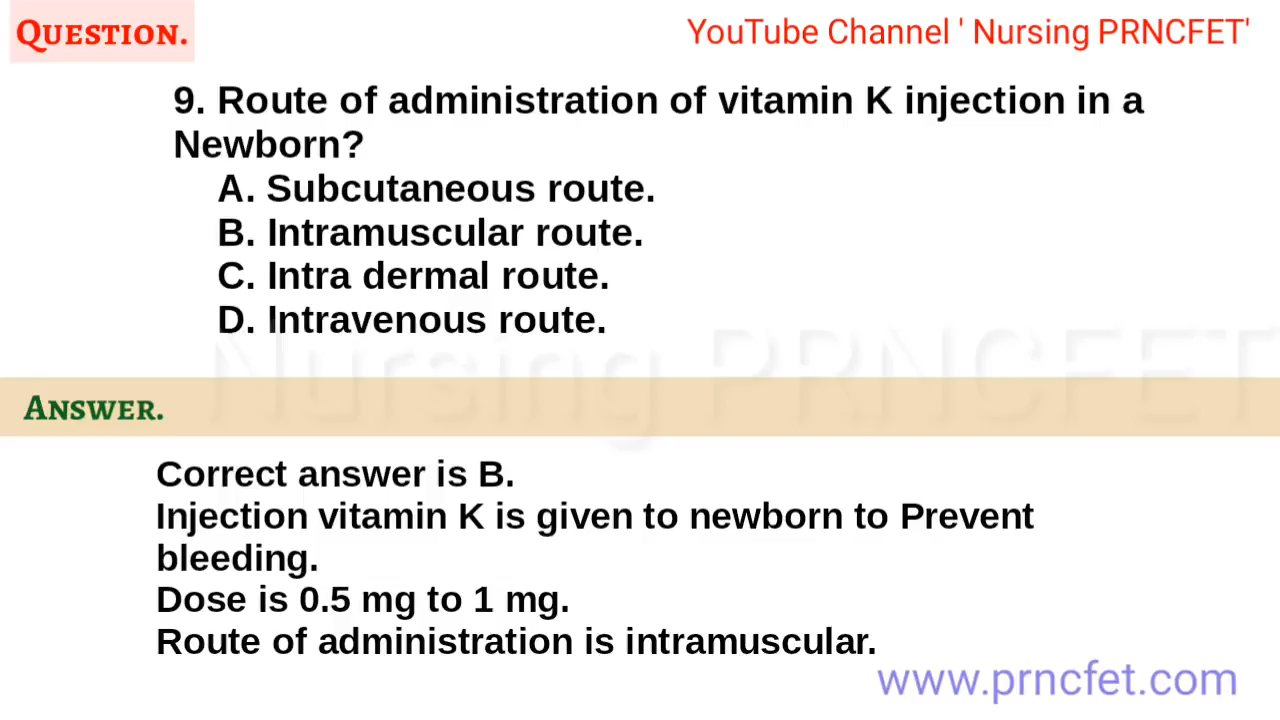 QUESTION.
YouTube Channel ' Nursing PRNCFET'
9. Route of administration of vitamin K injection in a
Newborn?
A. Subcutaneous route.
B. Intramuscular route.
C. Intra dermal route.
D. Intravenous route.
Nursing PRNCFET
ANSWER.
Correct answer is B.
Injection vitamin K is given to newborn to Prevent
bleeding.
Dose is 0.5 mg to 1 mg.
Route of administration is intramuscular.
www.prncfet.com